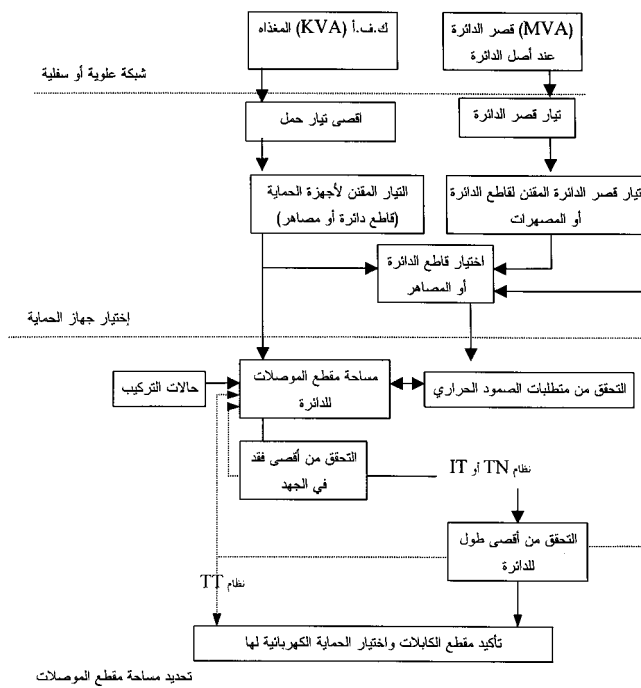 (MVA) قصر الدائرة
عند أصل الدائرة
ك.ف.أ (KVA) المغذاه
شبكة علوية أو سفلية
تيار قصر الدائرة
اقصى تيار حمل
تيار قصر الدائرة المقنن لقاطع الدائرة
أو المصهرات
التيار المقنن لأجهزة الحماية
(قاطع دائرة أو مصاهر)
اختيار قاطع الدائرة
أو المصاهر
إختيار جهاز الحماية
التحقق من متطلبات الصمود الحراري
مساحة مقطع الموصلات
للدائرة
حالات التركيب
التحقق من أقصى فقد
في الجهد
نظام TN أو IT
التحقق من أقصى طول
للدائرة
نظام TT
تأكيد مقطع الكابلات واختيار الحماية الكهربائية لها
تحديد مساحة مقطع الموصلات